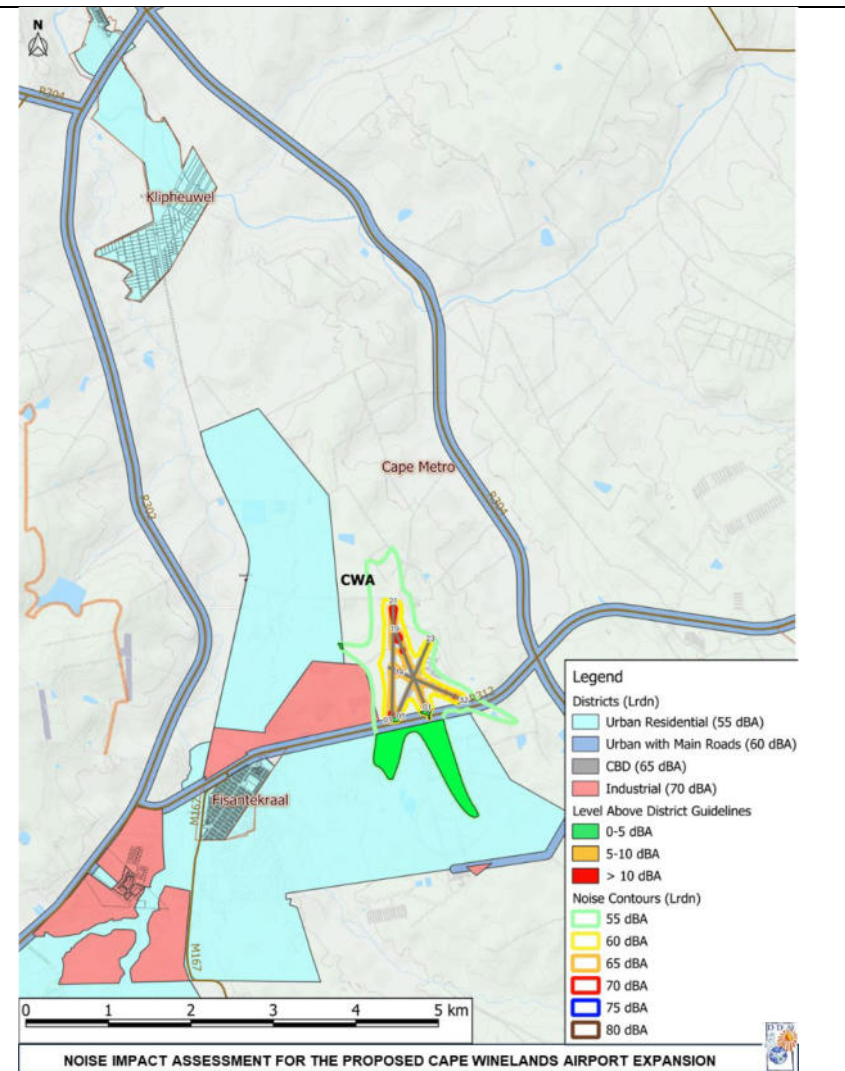 N
R304
Klipheuwel
Cape Metro
R302
R304
CWA
R312
Fisantekraal
M167
Legend
Districts (Lrdn)
Urban Residential (55 dBA)
Urban with Main Roads (60 dBA)
CBD (65 dBA)
Industrial (70 dBA)
Level Above District Guidelines
0-5 dBA
5-10 dBA
> 10 dBA
Noise Contours (Lrdn)
55 dBA
60 dBA
65 dBA
70 dBA
75 dBA
80 dBA
0 1 2 3 4 5 km
NOISE IMPACT ASSESSMENT FOR THE PROPOSED CAPE WINELANDS AIRPORT EXPANSION